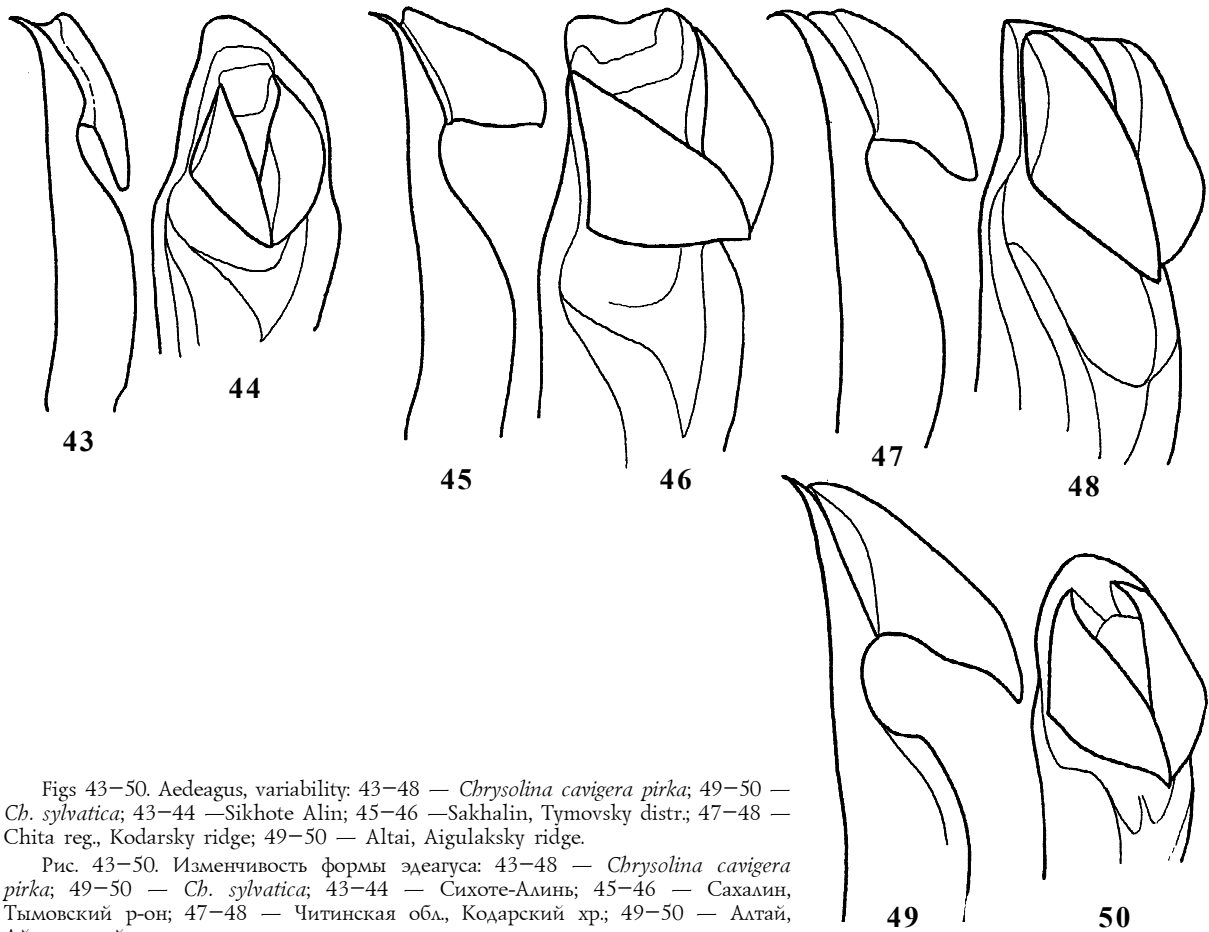 43
44
45
46
47
48
49
50
Figs 43–50. Aedeagus, variability: 43–48 — Chrysolina cavigera pirka; 49–50 —
Ch. sylvatica; 43–44 —Sikhote Alin; 45–46 —Sakhalin, Tymovsky distr.; 47–48 —
Chita reg., Kodarsky ridge; 49–50 — Altai, Aigulaksky ridge.
Рис. 43–50. Изменчивость формы эдеагуса: 43–48 — Chrysolina cavigera
pirka; 49–50 — Ch. sylvatica; 43–44 — Сихоте-Алинь; 45–46 — Сахалин,
Тымовский р-он; 47–48 — Читинская обл., Кодарский хр.; 49–50 — Алтай,